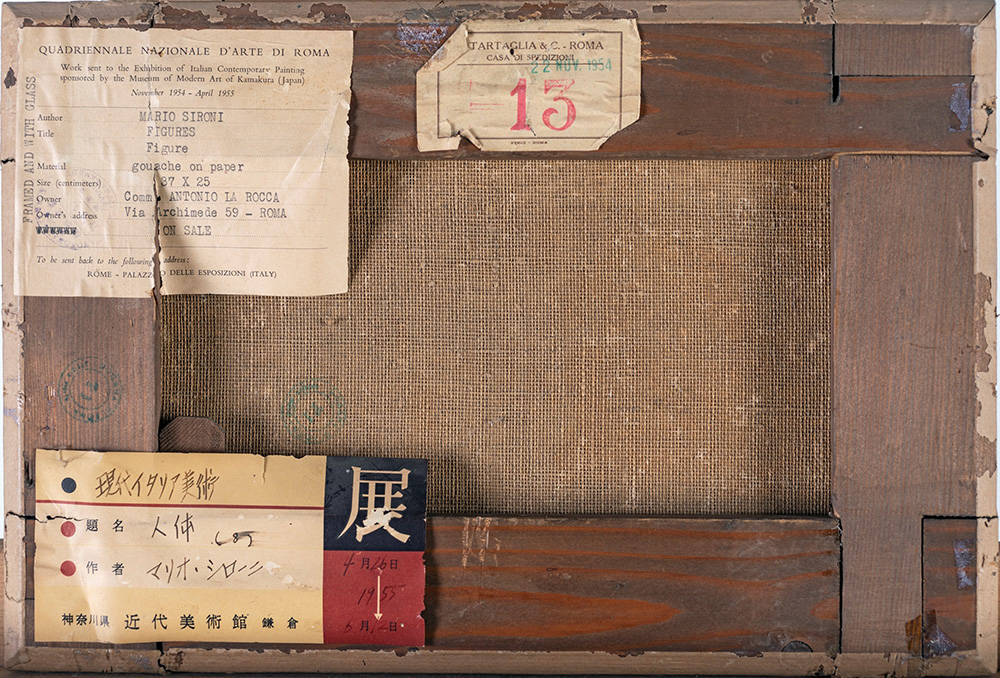 QUADRIENNALE NAZIONALE D'ARTE DI ROMA
Work sent to the Exhibition of Italian Contemporary Painting
sponsored by the Museum of Modern Art of Kamakura (Japan)
November 1954 - April 1955
FRAMED AND WITH GLASS
Author MARIO SIRONI
Title FIGURES
Figure
Material gouache on paper
Size (centimeters) 37 X 25
Owner Comm. ANTONIO LA ROCCA
Owner's address Via Archimede 59 - ROMA
ON SALE
To be sent back to the following address:
ROME - PALAZZO DELLE ESPOSIZIONI (ITALY)
TARTAGLIA & C. - ROMA
CASA DI SPEDIZIONI
22 NOV. 1954
13
現代イタリア美術
展
題名 人体
作者 マリオ・シローニ
神奈川県 近代美術館 鎌倉
4月16日
1955
6月日